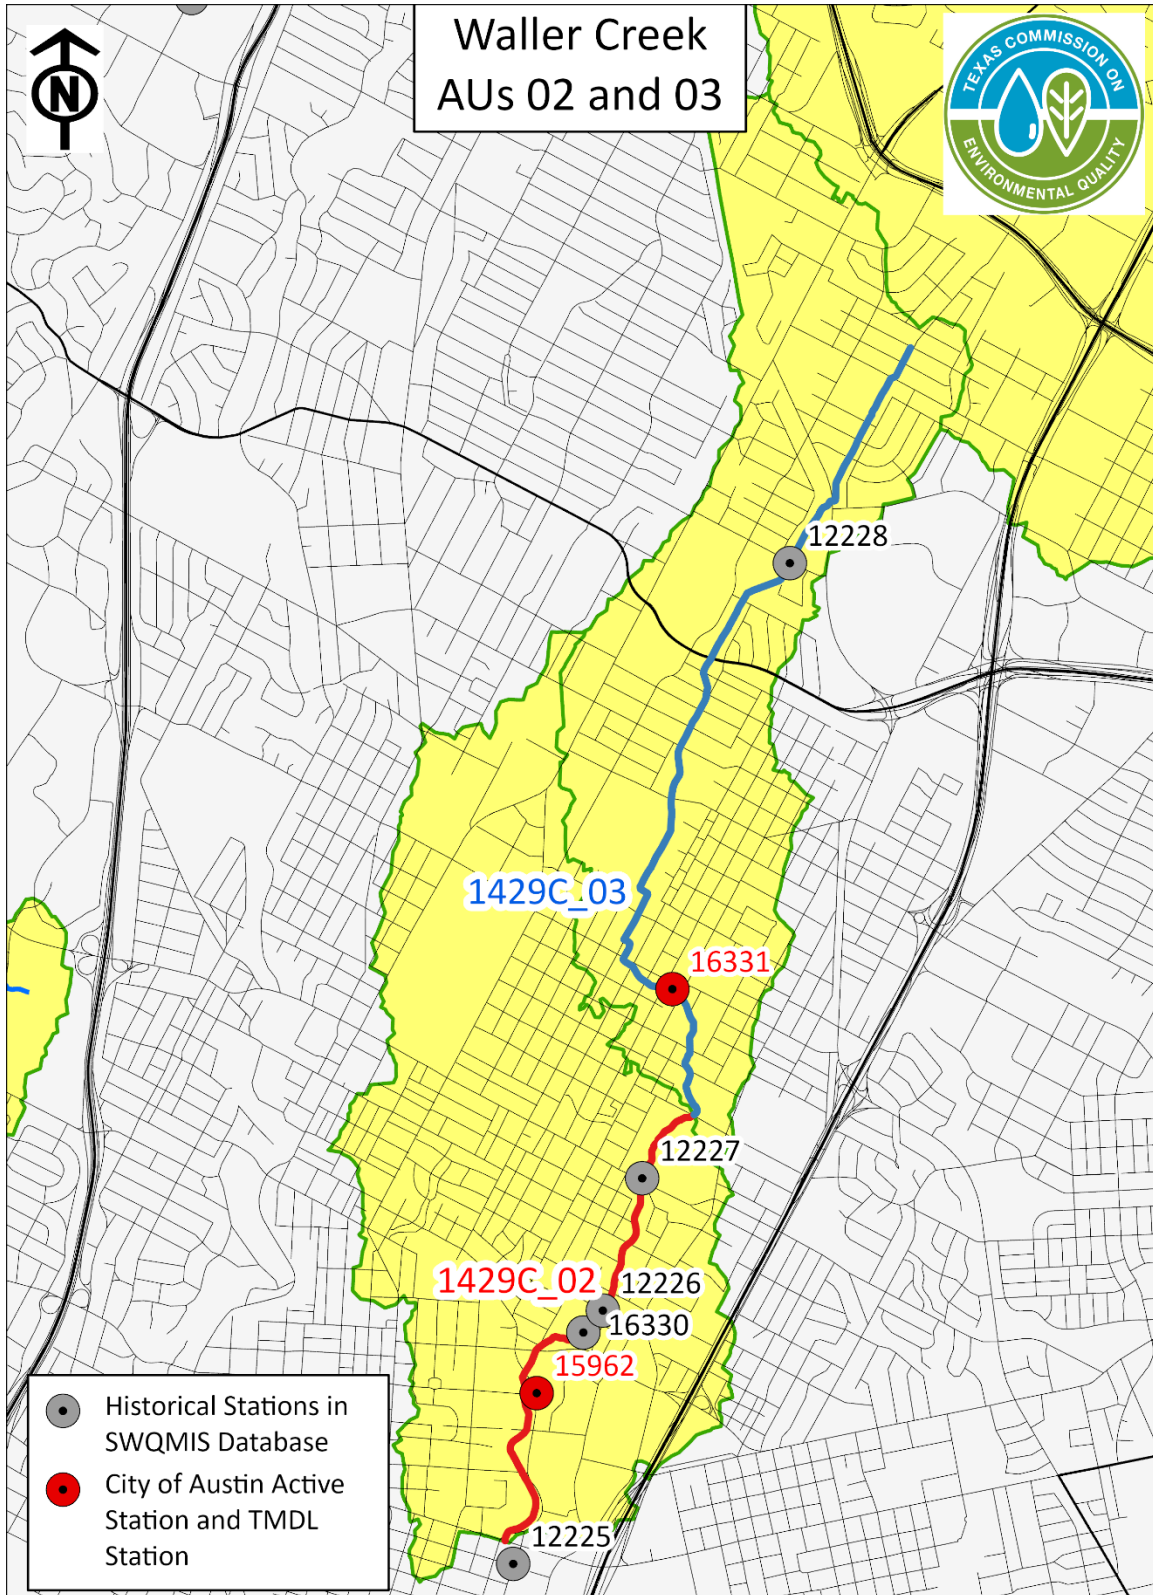 Waller Creek
AUs 02 and 03
N
TEXAS COMMISSION ON
ENVIRONMENTAL QUALITY
12228
1429C_03
16331
12227
1429C_02
12226
16330
15962
12225
Historical Stations in
SWQMIS Database
City of Austin Active
Station and TMDL
Station